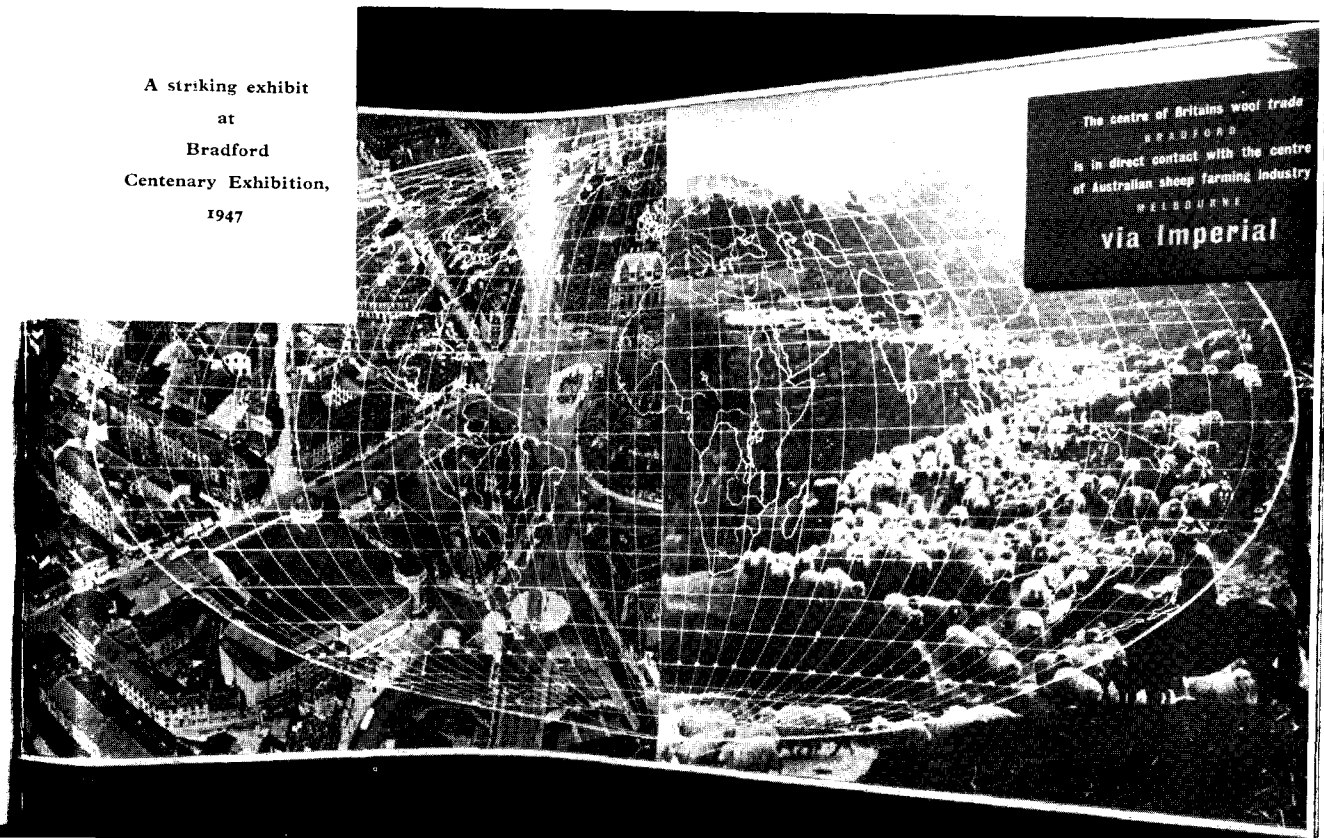 A striking exhibit
at
Bradford
Centenary Exhibition,
1947
The centre of Britains wool trade
BRADFORD
is in direct contact with the centre
of Australian sheep farming industry
MELBOURNE
via Imperial